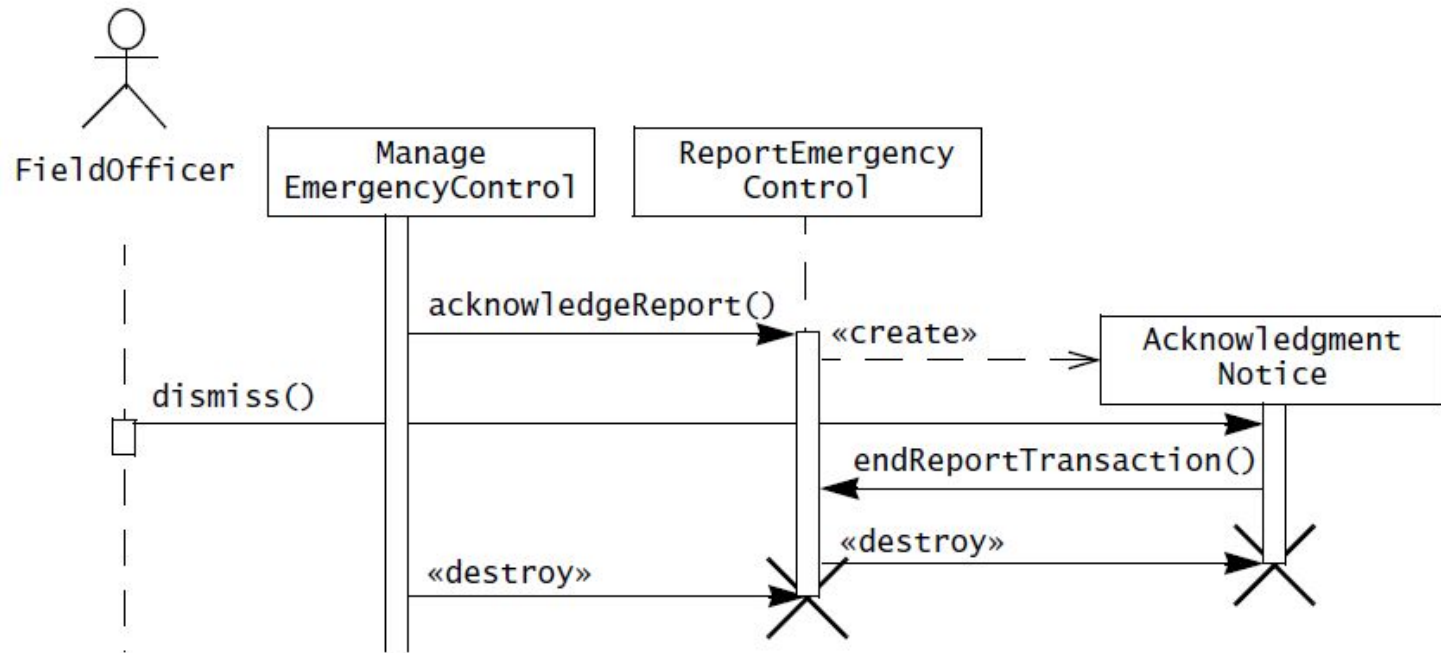 FieldOfficer
Manage
EmergencyControl
ReportEmergency
Control
acknowledgeReport()
«create»
Acknowledgment
Notice
dismiss()
endReportTransaction()
«destroy»
«destroy»